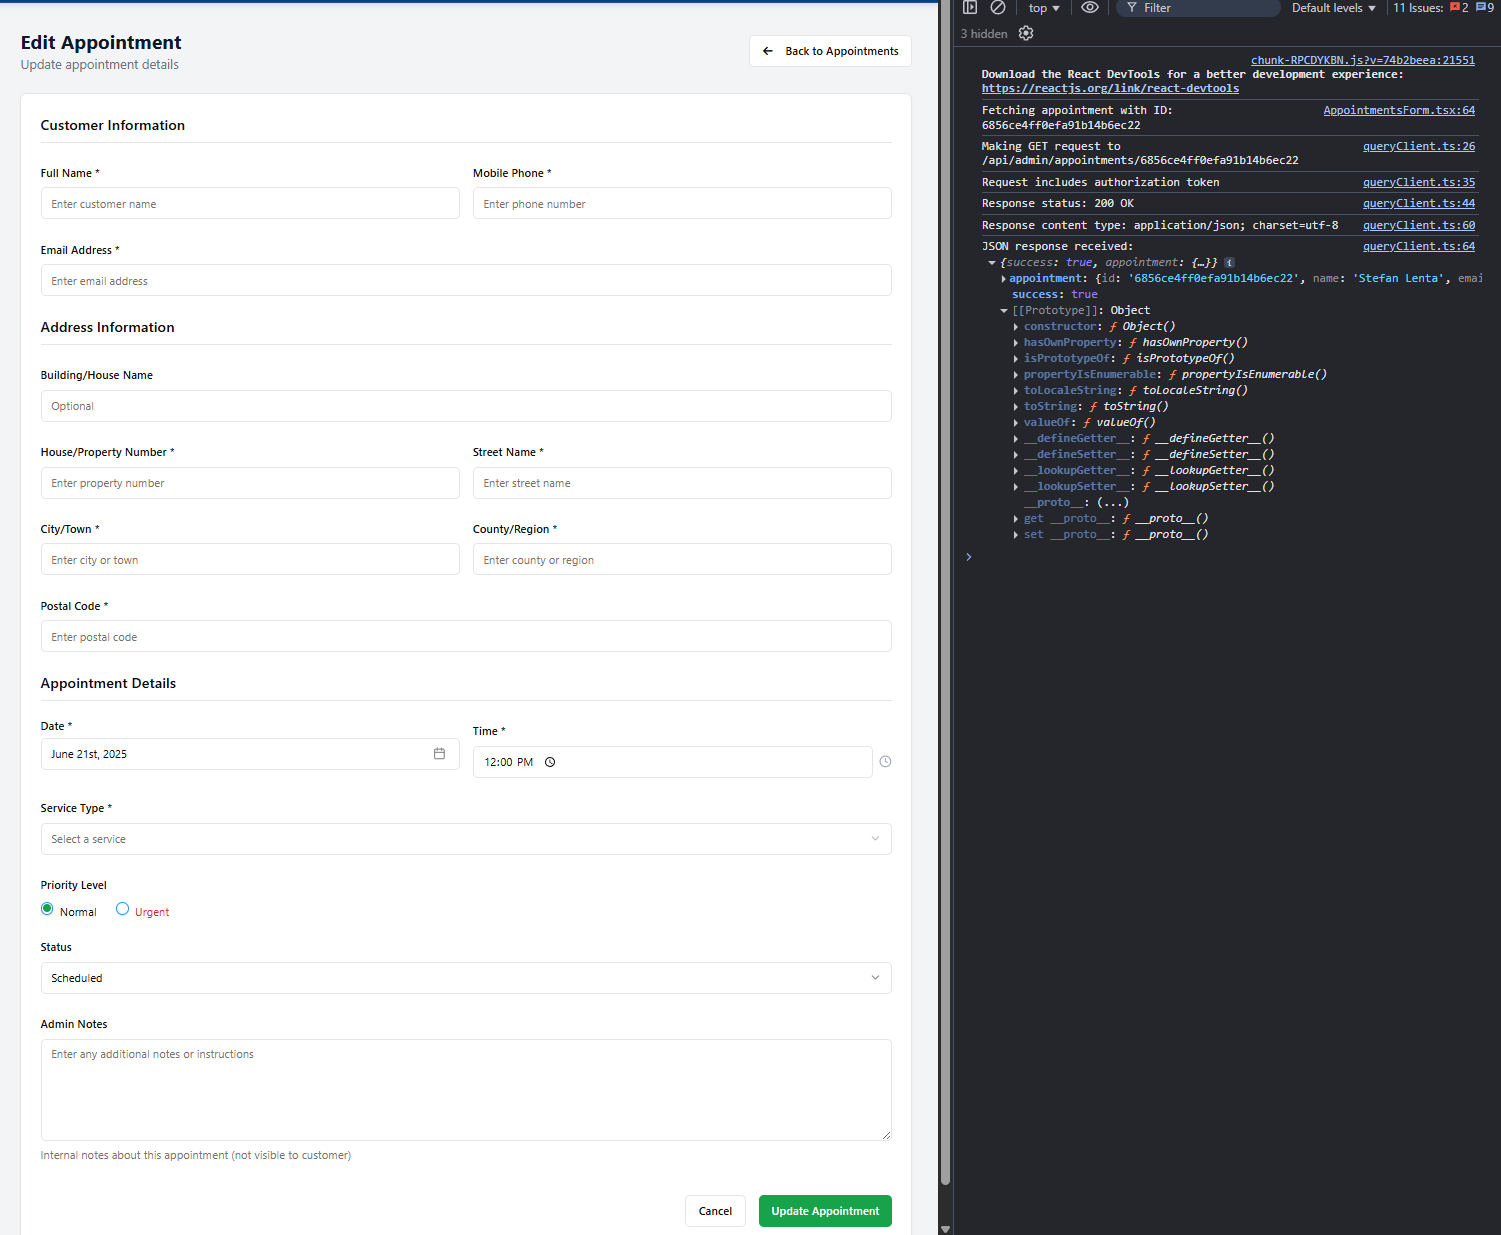 Edit Appointment
Update appointment details
Back to Appointments
Customer Information
Full Name *
Mobile Phone *
Enter customer name
Enter phone number
Email Address *
Enter email address
Address Information
Building/House Name
Optional
House/Property Number *
Street Name *
Enter property number
Enter street name
City/Town *
County/Region *
Enter city or town
Enter county or region
Postal Code *
Enter postal code
Appointment Details
Date *
Time *
June 21st, 2025
12:00 PM
Service Type *
Select a service
Priority Level
Normal
Urgent
Status
Scheduled
Admin Notes
Enter any additional notes or instructions
Internal notes about this appointment (not visible to customer)
Cancel
Update Appointment
top
Filter
Default levels
11 Issues: 2 9
3 hidden
chunk-RPCDYKBN.js?v=74b2beea:21551
Download the React DevTools for a better development experience:
https://reactjs.org/link/react-devtools
Fetching appointment with ID: AppointmentsForm.tsx:64
6856ce4ff0efa91b14b6ec22
Making GET request to queryClient.ts:26
/api/admin/appointments/6856ce4ff0efa91b14b6ec22
Request includes authorization token queryClient.ts:35
Response status: 200 OK queryClient.ts:44
Response content type: application/json; charset=utf-8 queryClient.ts:60
JSON response received: queryClient.ts:64
{success: true, appointment: {…}} i
appointment: {id: '6856ce4ff0efa91b14b6ec22', name: 'Stefan Lenta', emai
success: true
[[Prototype]]: Object
constructor: ƒ Object()
hasOwnProperty: ƒ hasOwnProperty()
isPrototypeOf: ƒ isPrototypeOf()
propertyIsEnumerable: ƒ propertyIsEnumerable()
toLocaleString: ƒ toLocaleString()
toString: ƒ toString()
valueOf: ƒ valueOf()
__defineGetter__: ƒ __defineGetter__()
__defineSetter__: ƒ __defineSetter__()
__lookupGetter__: ƒ __lookupGetter__()
__lookupSetter__: ƒ __lookupSetter__()
__proto__: (...)
get __proto__: ƒ __proto__()
set __proto__: ƒ __proto__()